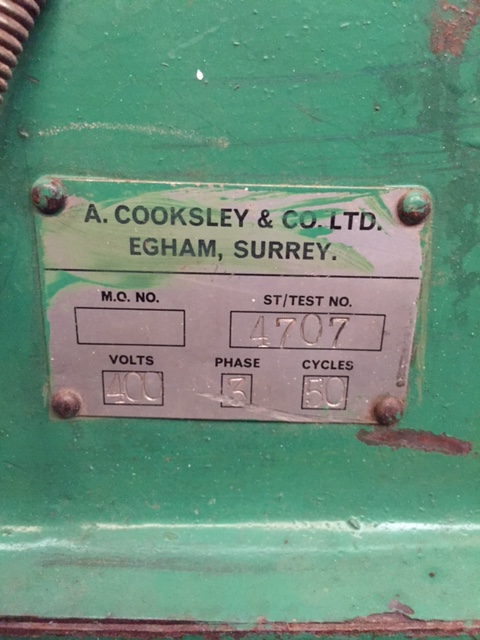 A. COOKSLEY & CO. LTD.
EGHAM, SURREY.
M.O. NO. ST/TEST NO.
4707
VOLTS PHASE CYCLES
400 3 50